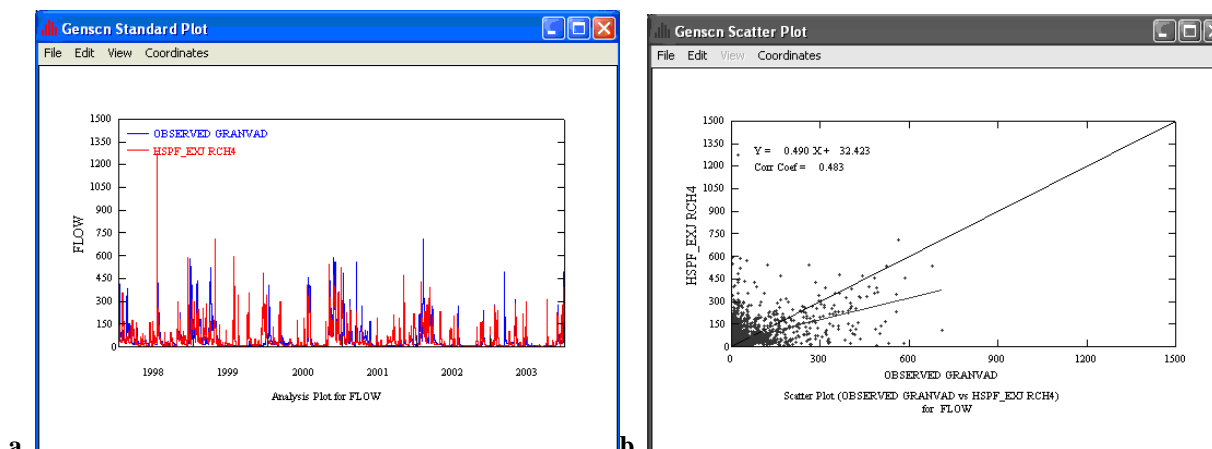 Genscn Standard Plot
File Edit View Coordinates
1500
1350
1200
1050
900
750
600
450
300
150
0
FLOW
OBSERVED GRANVAD
HSPF_EXJ RCH4
1998 1999 2000 2001 2002 2003
Analysis Plot for FLOW
a
Genscn Scatter Plot
File Edit View Coordinates
1500
1350
1200
1050
900
750
600
450
300
150
0
HSPF_EXJ RCH4
Y = 0.490 X + 32.423
Corr Coef = 0.483
0 300 600 900 1200 1500
OBSERVED GRANVAD
Scatter Plot (OBSERVED GRANVAD vs HSPF_EXJ RCH4)
for FLOW
b